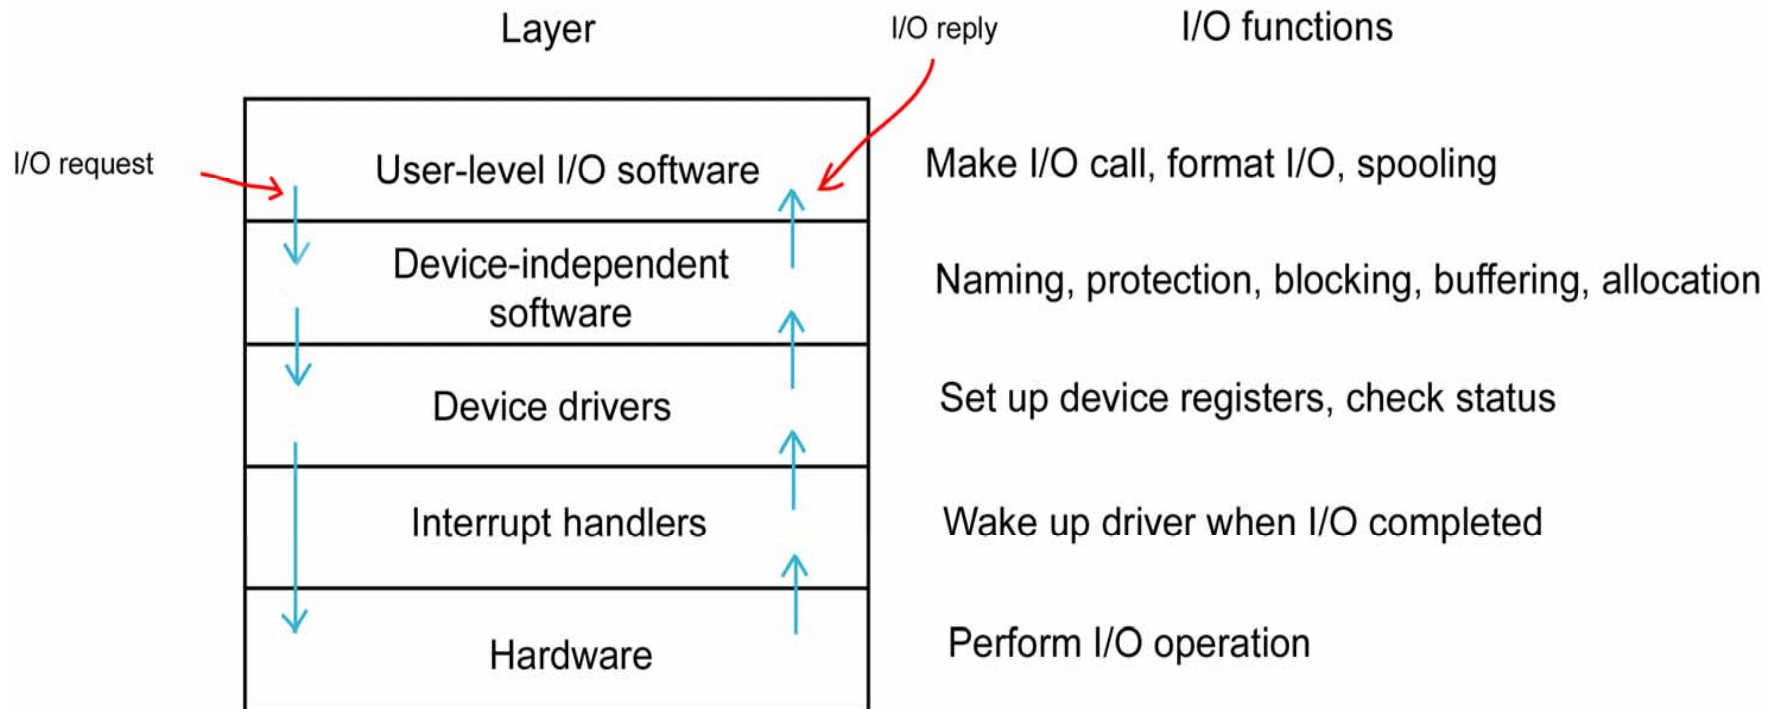 Layer
I/O reply
I/O functions
I/O request
User-level I/O software
Make I/O call, format I/O, spooling
Device-independent
software
Naming, protection, blocking, buffering, allocation
Device drivers
Set up device registers, check status
Interrupt handlers
Wake up driver when I/O completed
Hardware
Perform I/O operation